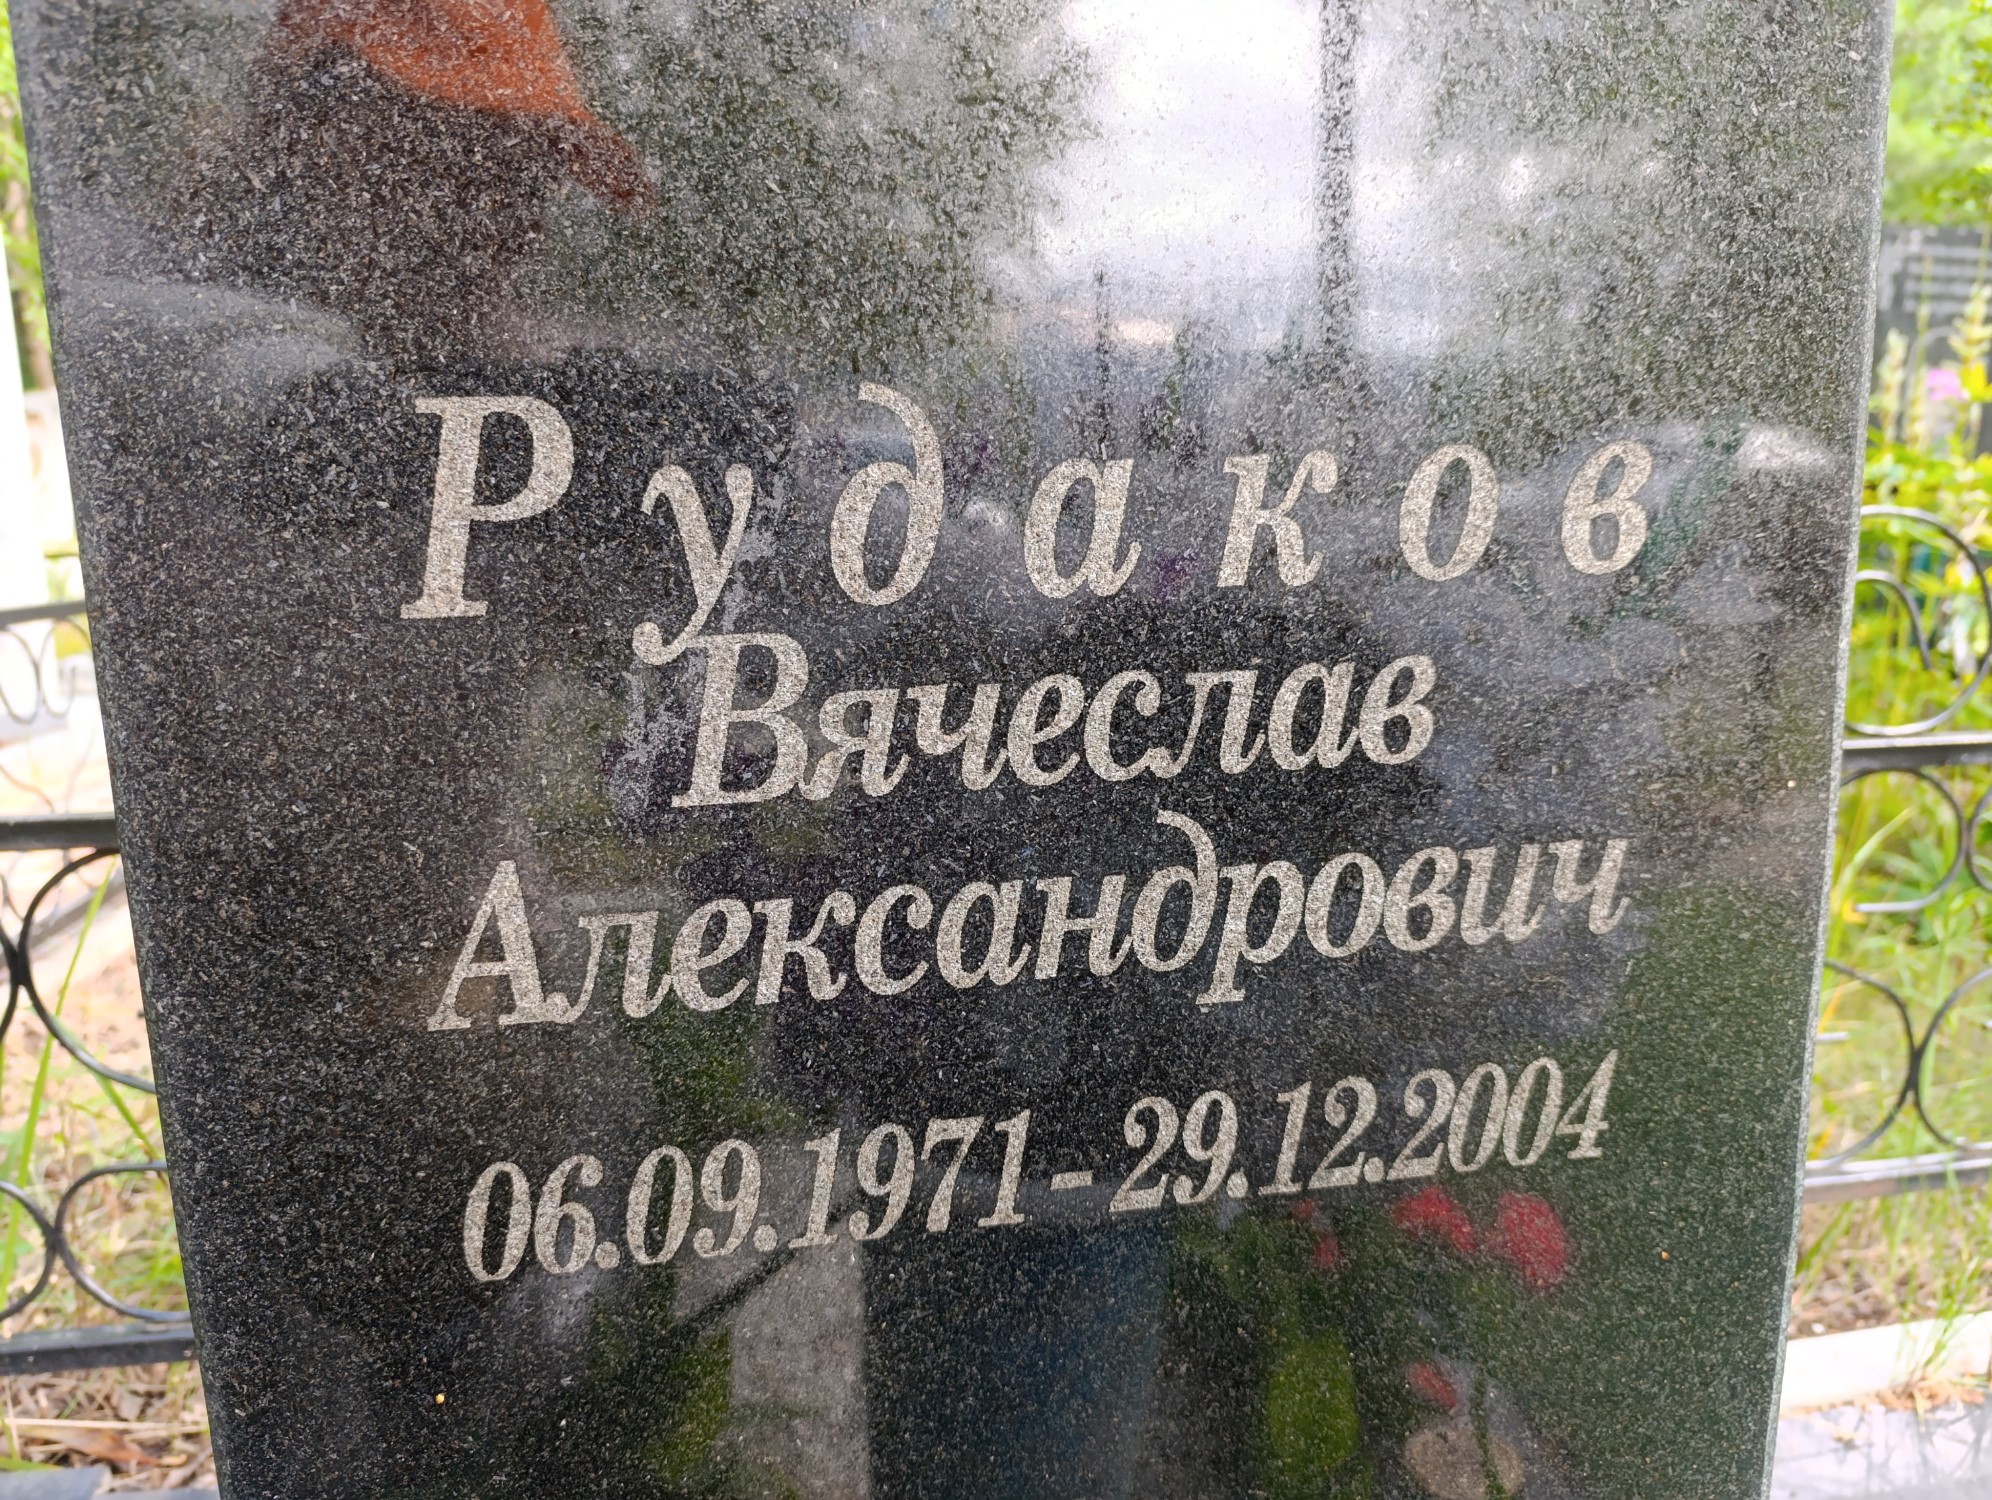 Рудаков
Вячеслав
Александрович
06.09.1971-29.12.2004